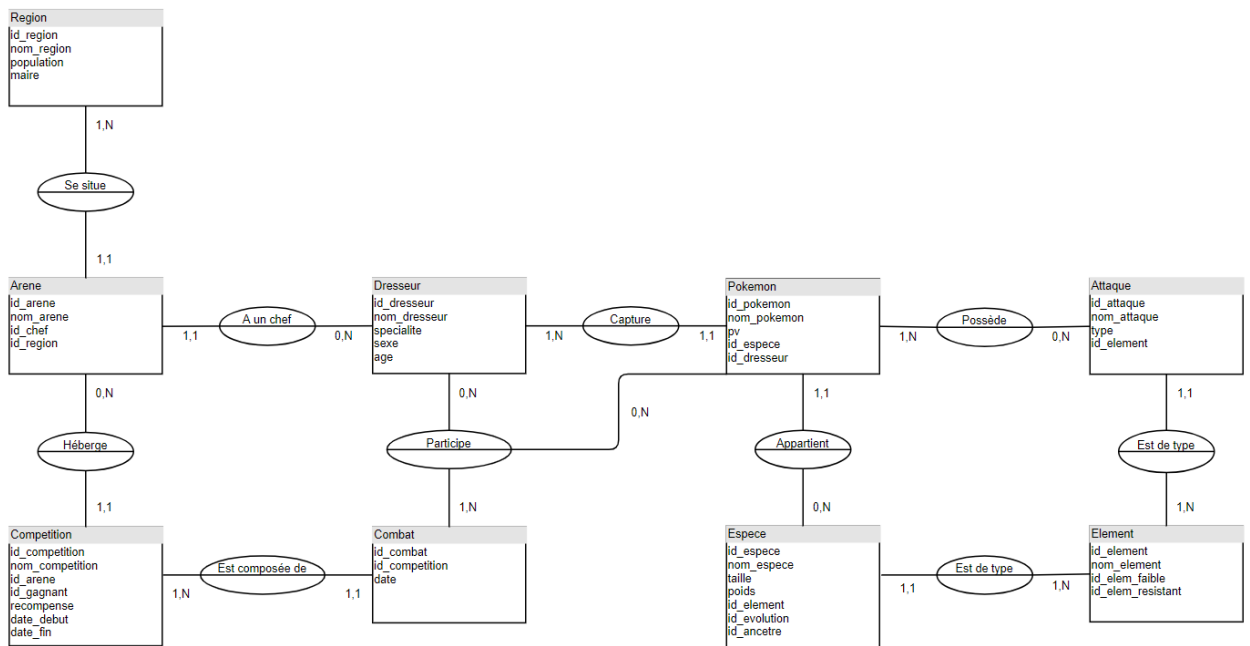 Region
id_region
nom_region
population
maire
1,N
Se situe
1,1
Arene
id_arene
nom_arene
id_chef
id_region
1,1
A un chef
0,N
Dresseur
id_dresseur
nom_dresseur
specialite
sexe
age
1,N
Capture
1,1
Pokemon
id_pokemon
nom_pokemon
pv
id_espece
id_dresseur
1,N
Possède
0,N
Attaque
id_attaque
nom_attaque
type
id_element
0,N
Héberge
1,1
0,N
Participe
0,N
1,N
1,1
Appartient
0,N
1,1
Est de type
1,N
Competition
id_competition
nom_competition
id_arene
id_gagnant
recompense
date_debut
date_fin
1,N
Est composée de
1,1
Combat
id_combat
id_competition
date
Espece
id_espece
nom_espece
taille
poids
id_element
id_evolution
id_ancetre
1,1
Est de type
1,N
Element
id_element
nom_element
id_elem_faible
id_elem_resistant